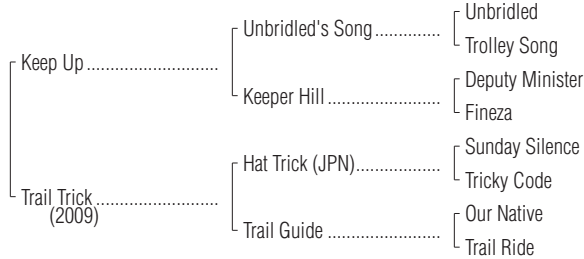 Unbridled
Unbridled's Song
Trolley Song
Keep Up
Deputy Minister
Keeper Hill
Fineza
Sunday Silence
Hat Trick (JPN)
Tricky Code
Trail Trick
(2009)
Our Native
Trail Guide
Trail Ride